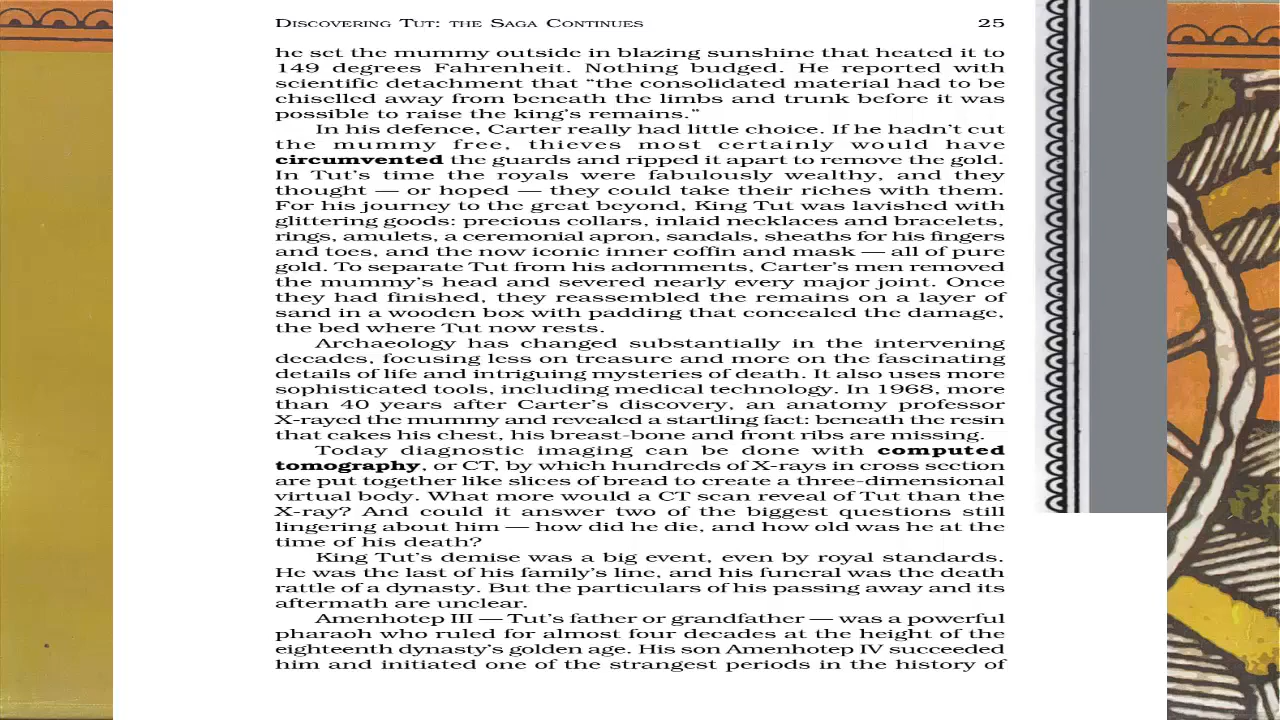 DISCOVERING TUT: THE SAGA CONTINUES 25
he set the mummy outside in blazing sunshine that heated it to
149 degrees Fahrenheit. Nothing budged. He reported with
scientific detachment that “the consolidated material had to be
chiselled away from beneath the limbs and trunk before it was
possible to raise the king’s remains.”
In his defence, Carter really had little choice. If he hadn’t cut
the mummy free, thieves most certainly would have
circumvented the guards and ripped it apart to remove the gold.
In Tut’s time the royals were fabulously wealthy, and they
thought — or hoped — they could take their riches with them.
For his journey to the great beyond, King Tut was lavished with
glittering goods: precious collars, inlaid necklaces and bracelets,
rings, amulets, a ceremonial apron, sandals, sheaths for his fingers
and toes, and the now iconic inner coffin and mask — all of pure
gold. To separate Tut from his adornments, Carter’s men removed
the mummy’s head and severed nearly every major joint. Once
they had finished, they reassembled the remains on a layer of
sand in a wooden box with padding that concealed the damage,
the bed where Tut now rests.
Archaeology has changed substantially in the intervening
decades, focusing less on treasure and more on the fascinating
details of life and intriguing mysteries of death. It also uses more
sophisticated tools, including medical technology. In 1968, more
than 40 years after Carter’s discovery, an anatomy professor
X-rayed the mummy and revealed a startling fact: beneath the resin
that cakes his chest, his breast-bone and front ribs are missing.
Today diagnostic imaging can be done with computed
tomography, or CT, by which hundreds of X-rays in cross section
are put together like slices of bread to create a three-dimensional
virtual body. What more would a CT scan reveal of Tut than the
X-ray? And could it answer two of the biggest questions still
lingering about him — how did he die, and how old was he at the
time of his death?
King Tut’s demise was a big event, even by royal standards.
He was the last of his family’s line, and his funeral was the death
rattle of a dynasty. But the particulars of his passing away and its
aftermath are unclear.
Amenhotep III — Tut’s father or grandfather — was a powerful
pharaoh who ruled for almost four decades at the height of the
eighteenth dynasty’s golden age. His son Amenhotep IV succeeded
him and initiated one of the strangest periods in the history of